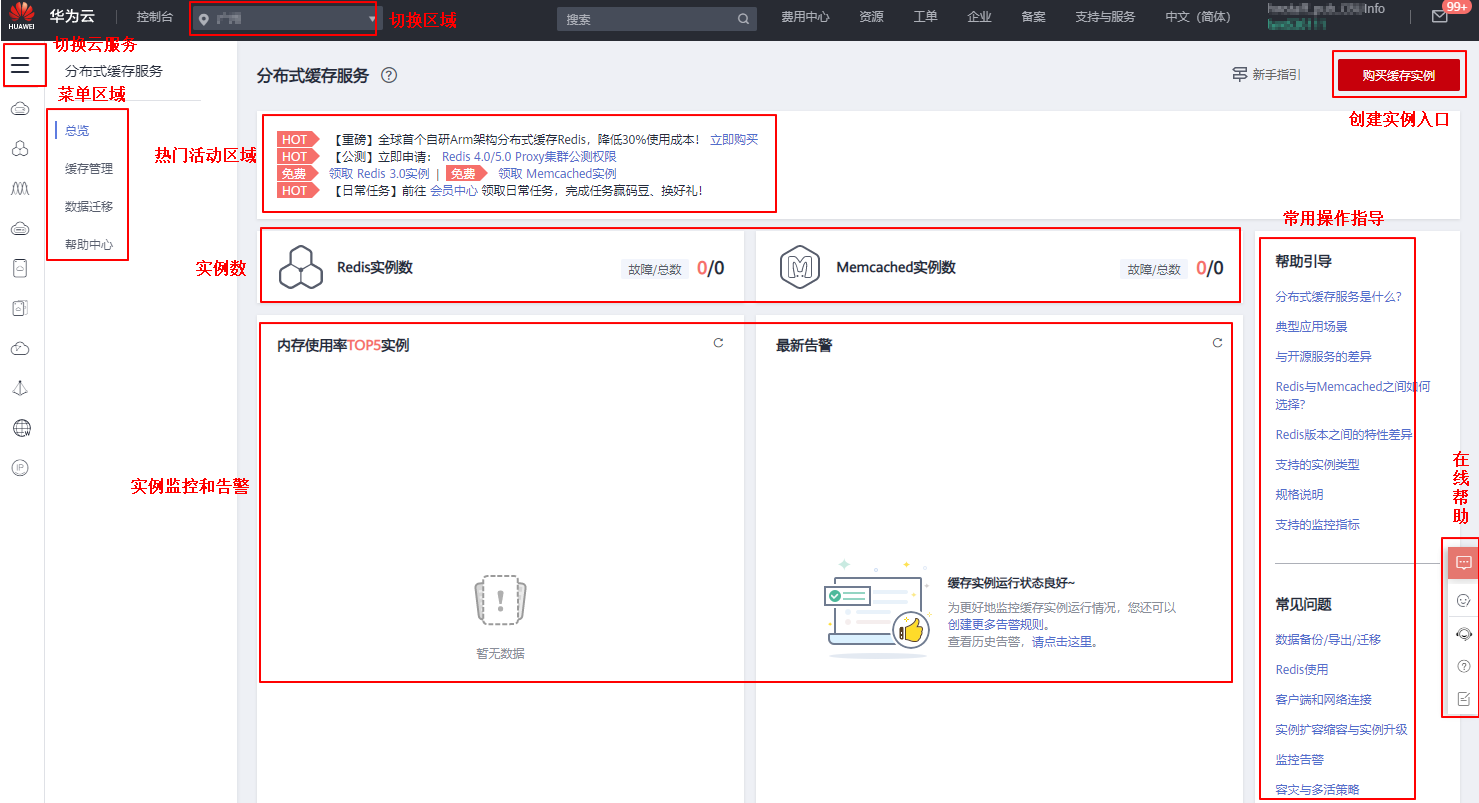 HUAWEI
华为云
控制台
广州
切换区域
搜索
费用中心
资源
工单
企业
备案
支持与服务
中文（简体）
Info
99+
切换云服务
分布式缓存服务
菜单区域
总览
缓存管理
数据迁移
帮助中心
分布式缓存服务
?
新手指引
购买缓存实例
创建实例入口
热门活动区域
HOT 【重磅】全球首个自研Arm架构分布式缓存Redis，降低30%使用成本！ 立即购买
HOT 【公测】立即申请： Redis 4.0/5.0 Proxy集群公测权限
免费 领取 Redis 3.0实例 | 免费 领取 Memcached实例
HOT 【日常任务】前往 会员中心 领取日常任务，完成任务赢码豆、换好礼！
常用操作指导
实例数
Redis实例数
故障/总数 0/0
Memcached实例数
故障/总数 0/0
内存使用率TOP5实例
最新告警
实例监控和告警
暂无数据
缓存实例运行状态良好~
为更好地监控缓存实例运行情况，您还可以
创建更多告警规则。
查看历史告警，请点击这里。
帮助引导
分布式缓存服务是什么？
典型应用场景
与开源服务的差异
Redis与Memcached之间如何
选择？
Redis版本之间的特性差异
支持的实例类型
规格说明
支持的监控指标
常见问题
数据备份/导出/迁移
Redis使用
客户端和网络连接
实例扩容缩容与实例升级
监控告警
容灾与多活策略
在线帮助
IP